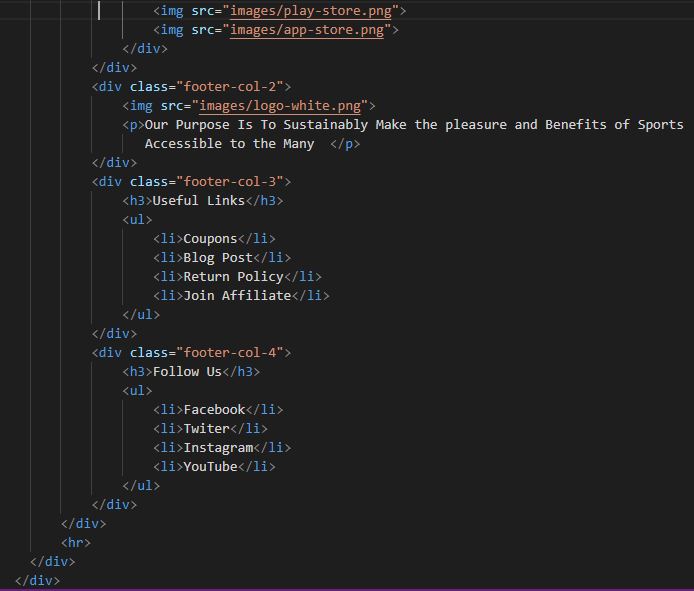 <img src="images/play-store.png">
<img src="images/app-store.png">
</div>
</div>
<div class="footer-col-2">
<img src="images/logo-white.png">
<p>Our Purpose Is To Sustainably Make the pleasure and Benefits of Sports
Accessible to the Many  </p>
</div>
<div class="footer-col-3">
<h3>Useful Links</h3>
<ul>
<li>Coupons</li>
<li>Blog Post</li>
<li>Return Policy</li>
<li>Join Affiliate</li>
</ul>
</div>
<div class="footer-col-4">
<h3>Follow Us</h3>
<ul>
<li>Facebook</li>
<li>Twiter</li>
<li>Instagram</li>
<li>YouTube</li>
</ul>
</div>
</div>
<hr>
</div>
</div>